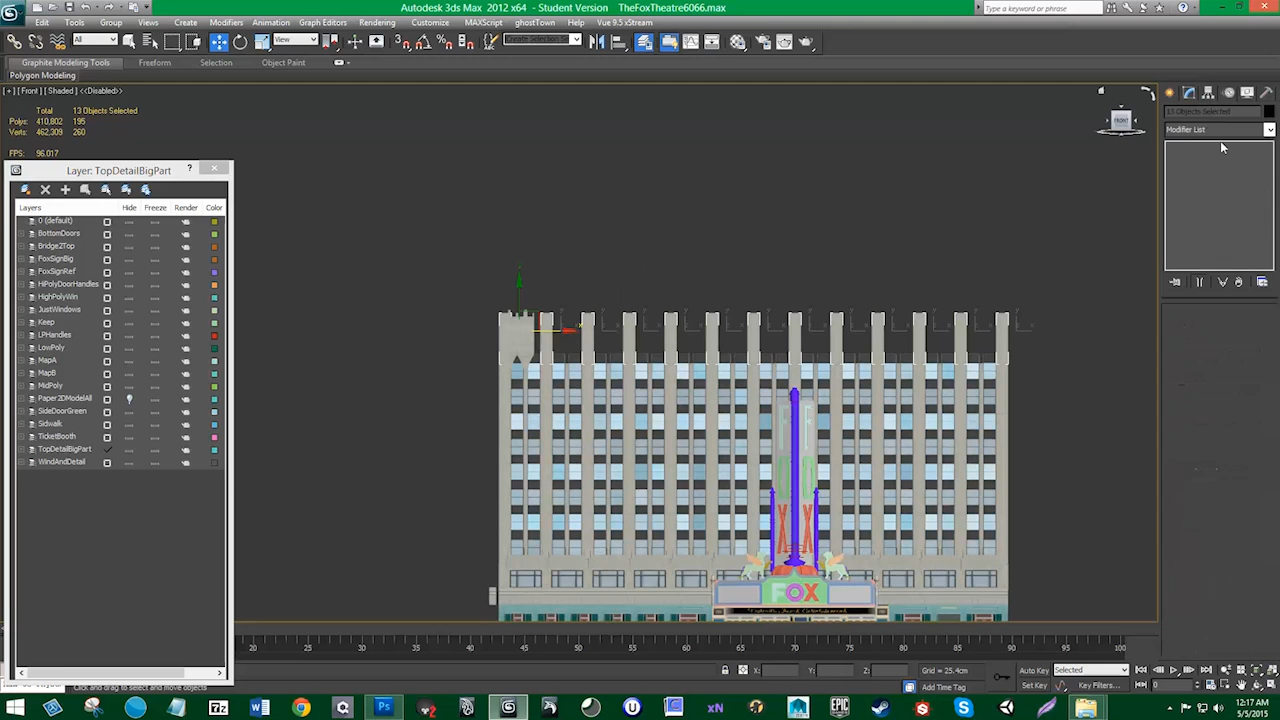 Autodesk 3ds Max 2012 x64 - Student Version TheFoxTheatre6066.max
Type a keyword or phrase
Edit Tools Group Views Create Modifiers Animation Graph Editors Rendering Customize MAXScript ghostTown Help Vue 9.5 xStream
All View
Graphite Modeling Tools Freeform Selection Object Paint
Polygon Modeling
[ + ] [ Front ] [ Shaded ] <<Disabled>>
Total 13 Objects Selected
Polys: 410,802 195
Verts: 462,309 260
FPS: 96.017
FRONT
13 Objects Selected
Modifier List
Layer: TopDetailBigPart ?
Layers Hide Freeze Render Color
0 (default)
BottomDoors
Bridge2Top
FoxSignBig
FoxSignRef
HiPolyDoorHandles
HighPolyWin
JustWindows
Keep
LPHandles
LowPoly
MapA
MapB
MidPoly
Paper2DModelAll
SideDoorGreen
Sidwalk
TicketBooth
TopDetailBigPart
WindAndDetail
FOX
20 25 30 35 40 45 50 55 60 65 70 75 80 85 90 95 100
X: Y: Z: Grid = 25.4cm Auto Key Selected
Click and drag to select and move objects Add Time Tag Set Key Key Filters... 0
12:17 AM
5/5/2015